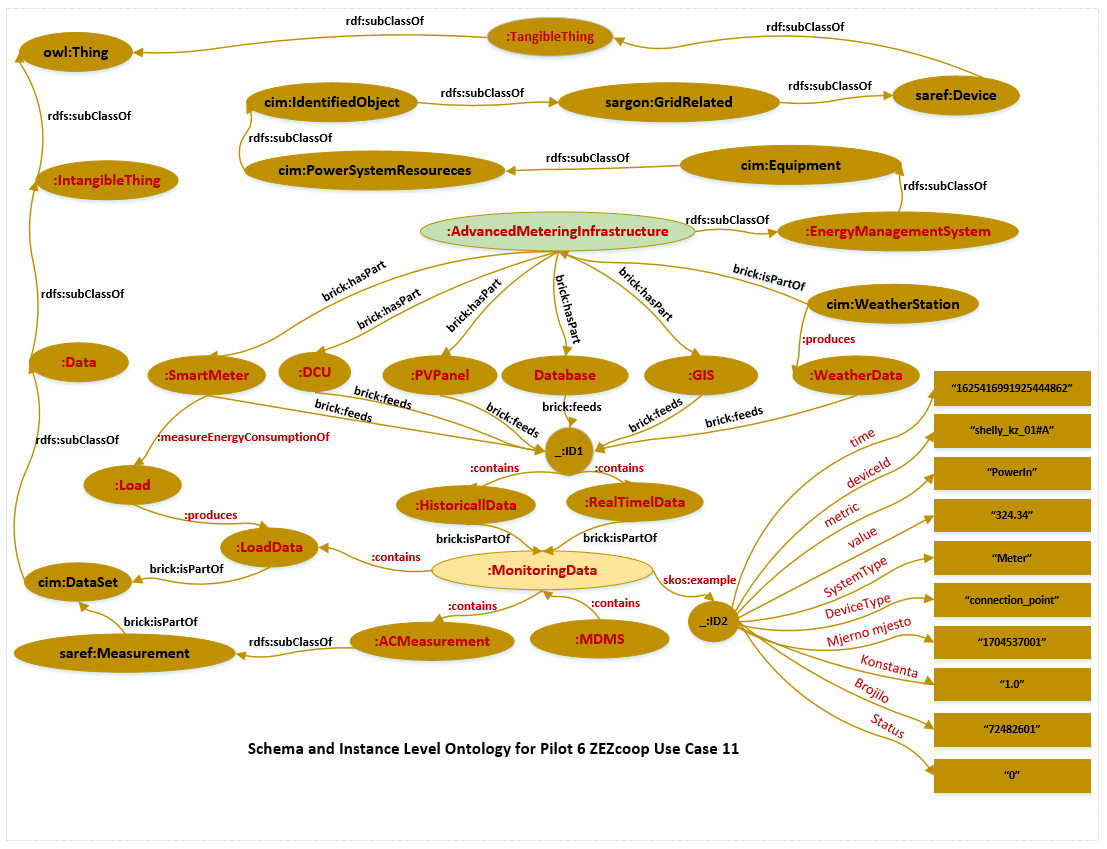 rdf:subClassOf
rdf:subClassOf
:TangibleThing
owl:Thing
cim:IdentifiedObject
rdfs:subClassOf
sargon:GridRelated
rdfs:subClassOf
saref:Device
rdfs:subClassOf
rdfs:subClassOf
cim:PowerSystemResoureces
rdfs:subClassOf
cim:Equipment
:IntangibleThing
rdfs:subClassOf
:AdvancedMeteringInfrastructure
rdfs:subClassOf
:EnergyManagementSystem
brick:hasPart
brick:hasPart
brick:hasPart
brick:hasPart
brick:hasPart
brick:isPartOf
cim:WeatherStation
rdfs:subClassOf
:produces
:Data
:SmartMeter
:DCU
:PVPanel
Database
:GIS
:WeatherData
brick:feeds
brick:feeds
brick:feeds
brick:feeds
brick:feeds
brick:feeds
rdfs:subClassOf
:measureEnergyConsumptionOf
_:ID1
:contains
:contains
:Load
:HistoricallData
:RealTimelData
:produces
brick:isPartOf
brick:isPartOf
:LoadData
:contains
:MonitoringData
skos:example
cim:DataSet
brick:isPartOf
:contains
:contains
brick:isPartOf
saref:Measurement
rdfs:subClassOf
:ACMeasurement
:MDMS
_:ID2
time
"1625416991925444862"
deviceId
"shelly_kz_01#A"
metric
"PowerIn"
value
"324.34"
SystemType
"Meter"
DeviceType
"connection_point"
Mjerno mjesto
"1704537001"
Konstanta
"1.0"
Brojilo
"72482601"
Status
"0"
Schema and Instance Level Ontology for Pilot 6 ZEZcoop Use Case 11